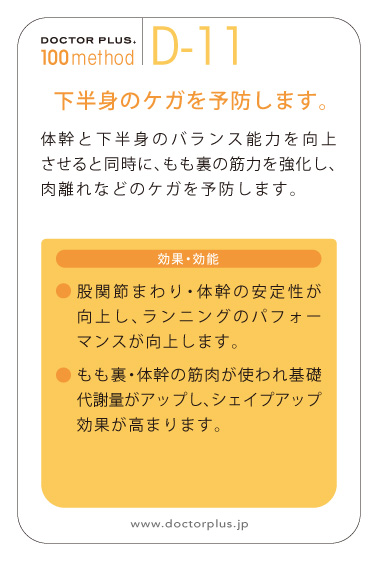 DOCTOR PLUS.
100method
D-11
下半身のケガを予防します。
体幹と下半身のバランス能力を向上
させると同時に、もも裏の筋力を強化し、
肉離れなどのケガを予防します。
効果・効能
● 股関節まわり・体幹の安定性が
向上し、ランニングのパフォー
マンスが向上します。
● もも裏・体幹の筋肉が使われ基礎
代謝量がアップし、シェイプアップ
効果が高まります。
www.doctorplus.jp